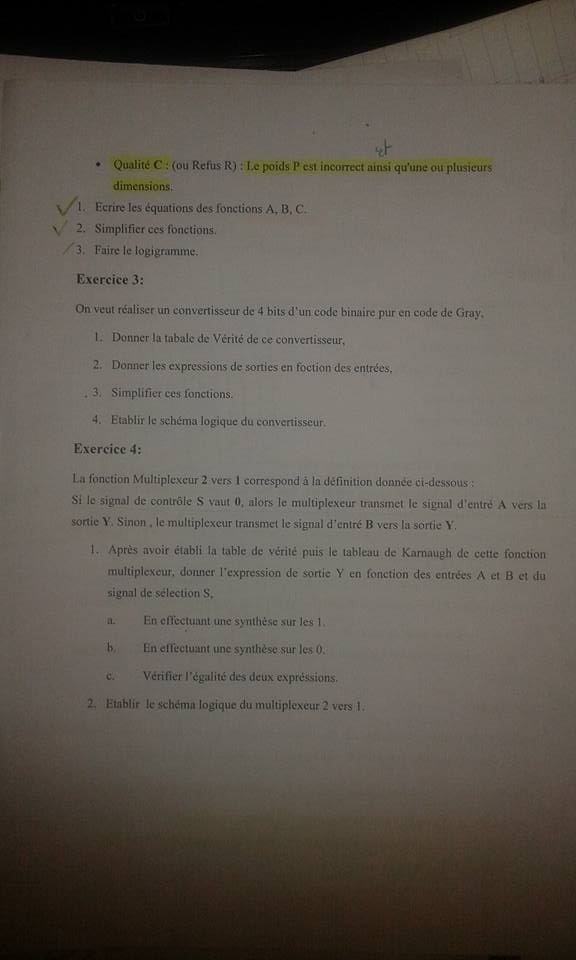 et
• Qualité C : (ou Refus R) : Le poids P est incorrect ainsi qu'une ou plusieurs
dimensions.
1. Ecrire les équations des fonctions A, B, C.
2. Simplifier ces fonctions.
3. Faire le logigramme.
Exercice 3:
On veut réaliser un convertisseur de 4 bits d'un code binaire pur en code de Gray,
1. Donner la tabale de Vérité de ce convertisseur,
2. Donner les expressions de sorties en foction des entrées,
3. Simplifier ces fonctions.
4. Etablir le schéma logique du convertisseur.
Exercice 4:
La fonction Multiplexeur 2 vers 1 correspond à la définition donnée ci-dessous :
Si le signal de contrôle S vaut 0, alors le multiplexeur transmet le signal d'entré A vers la
sortie Y. Sinon , le multiplexeur transmet le signal d'entré B vers la sortie Y.
1. Après avoir établi la table de vérité puis le tableau de Karnaugh de cette fonction
multiplexeur, donner l'expression de sortie Y en fonction des entrées A et B et du
signal de sélection S,
a. En effectuant une synthèse sur les 1.
b. En effectuant une synthèse sur les 0.
c. Vérifier l'égalité des deux expréssions.
2. Etablir le schéma logique du multiplexeur 2 vers 1.